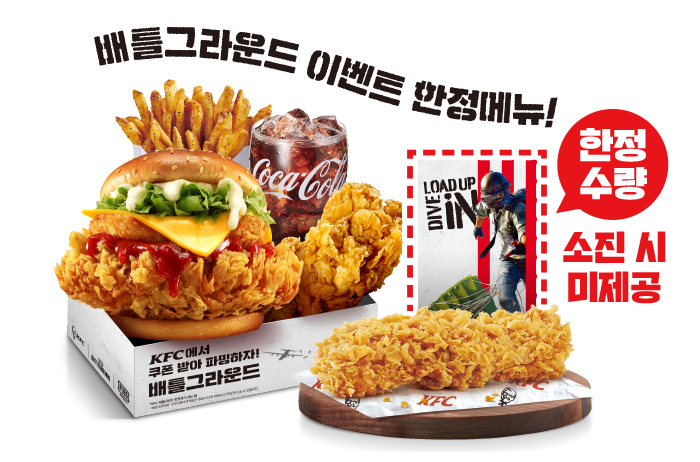 배틀그라운드 이벤트 한정메뉴!
한정
수량
소진 시
미제공
LOAD UP
DIVE
iN
Coca-Cola
KFC에서
쿠폰 받아 파밍하자!
배틀그라운드
KFC